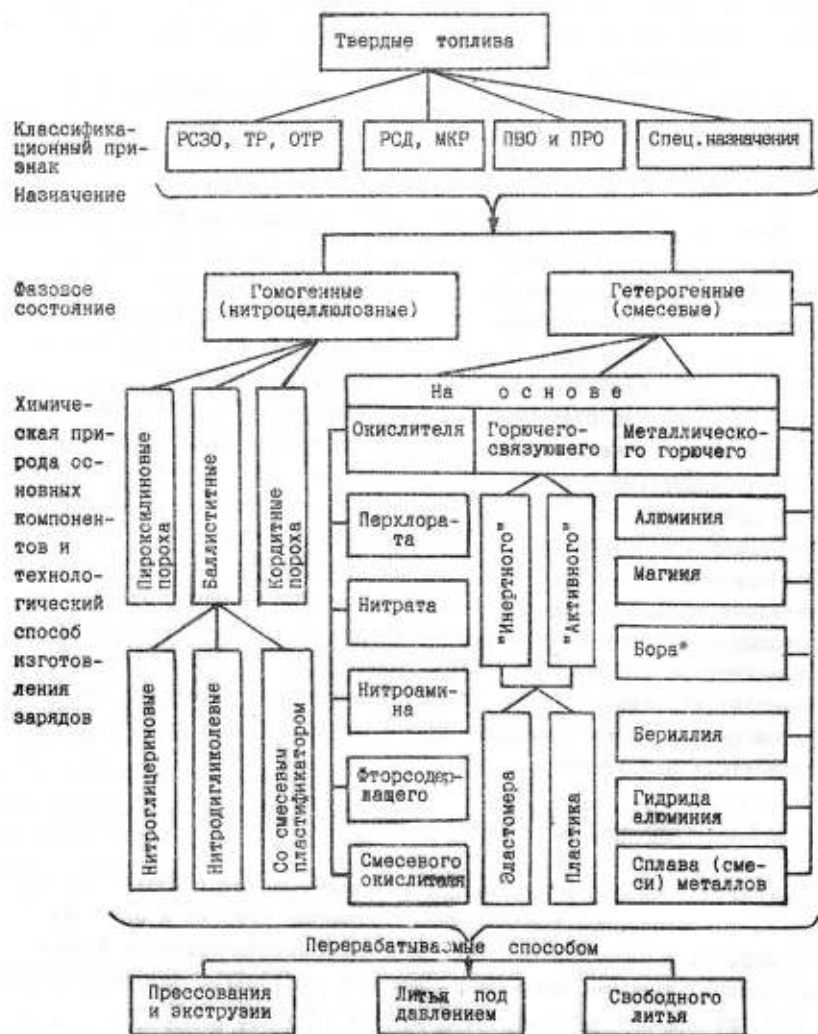 Твердые топлива
Классифика-
ционный при-
знак
РСЗО, ТР, ОТР
РСД, МКР
ПВО и ПРО
Спец.назначения
Назначение
Фазовое
состояние
Гомогенные
(нитроцеллюлозные)
Гетерогенные
(смесевые)
Химиче-
ская при-
рода ос-
новных
компонен-
тов и
техноло-
гический
способ
изготов-
ления
зарядов
Пироксилиновые
пороха
Баллиститные
Кордитные
пороха
Нитроглицериновые
Нитродигликолевые
Со смесевым
пластификатором
На основе
Окислителя
Горючего-
связующего
Металлическо-
го горючего
Перхлора-
та
Нитрата
Нитроами-
на
Фторсодер-
жащего
Смесевого
окислителя
"Инертного"
"Активного"
Эластомера
Пластика
Алюминия
Магния
Бора*
Бериллия
Гидрида
алюминия
Сплава (сме-
си) металлов
Перерабатываемые способом
Прессования
и экструзии
Литья под
давлением
Свободного
литья